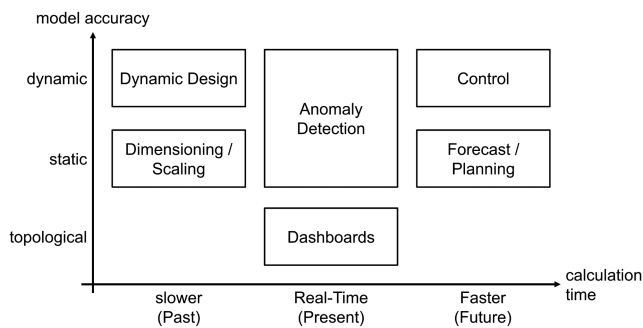 model accuracy
dynamic
Dynamic Design
Anomaly
Detection
Control
static
Dimensioning /
Scaling
Forecast /
Planning
topological
Dashboards
calculation
time
slower
(Past)
Real-Time
(Present)
Faster
(Future)